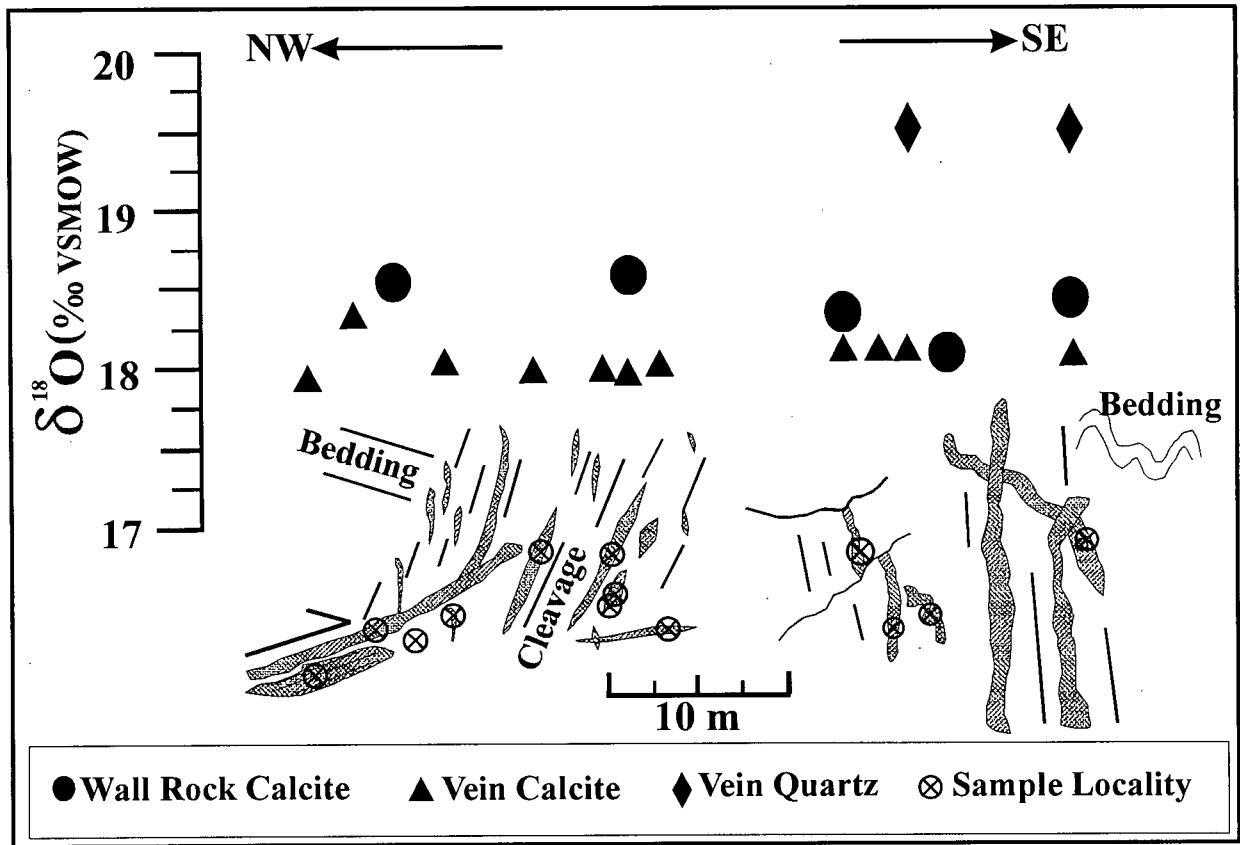 NW
SE
20
19
18
17
δ18O (‰ VSMOW)
Bedding
Bedding
Cleavage
10 m
Wall Rock Calcite
Vein Calcite
Vein Quartz
Sample Locality